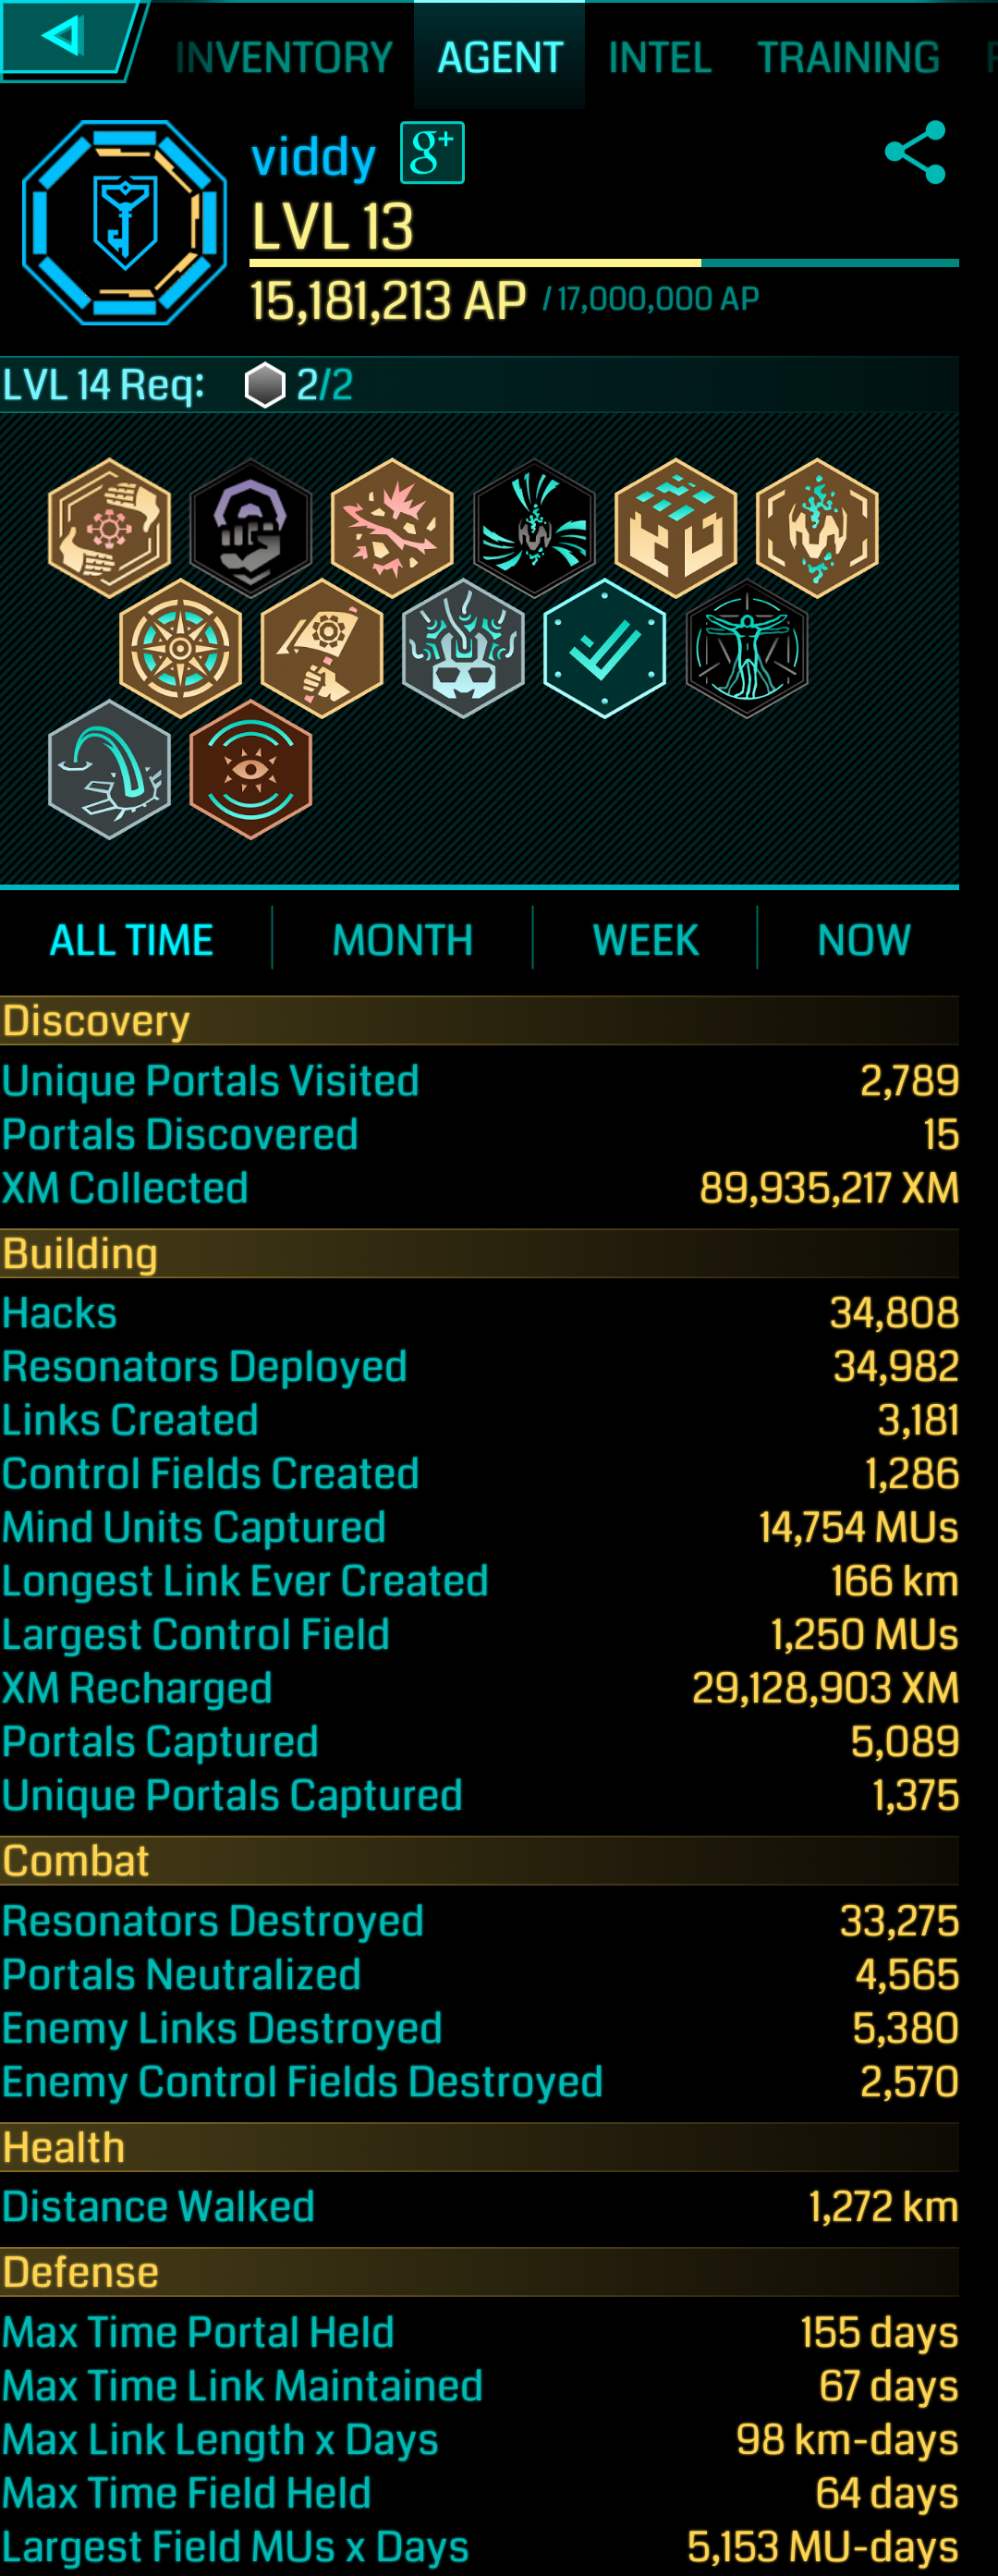 INVENTORY AGENT INTEL TRAINING
viddy g+
LVL 13
15,181,213 AP / 17,000,000 AP
LVL 14 Req: 2/2
ALL TIME MONTH WEEK NOW
Discovery
Unique Portals Visited 2,789
Portals Discovered 15
XM Collected 89,935,217 XM
Building
Hacks 34,808
Resonators Deployed 34,982
Links Created 3,181
Control Fields Created 1,286
Mind Units Captured 14,754 MUs
Longest Link Ever Created 166 km
Largest Control Field 1,250 MUs
XM Recharged 29,128,903 XM
Portals Captured 5,089
Unique Portals Captured 1,375
Combat
Resonators Destroyed 33,275
Portals Neutralized 4,565
Enemy Links Destroyed 5,380
Enemy Control Fields Destroyed 2,570
Health
Distance Walked 1,272 km
Defense
Max Time Portal Held 155 days
Max Time Link Maintained 67 days
Max Link Length x Days 98 km-days
Max Time Field Held 64 days
Largest Field MUs x Days 5,153 MU-days